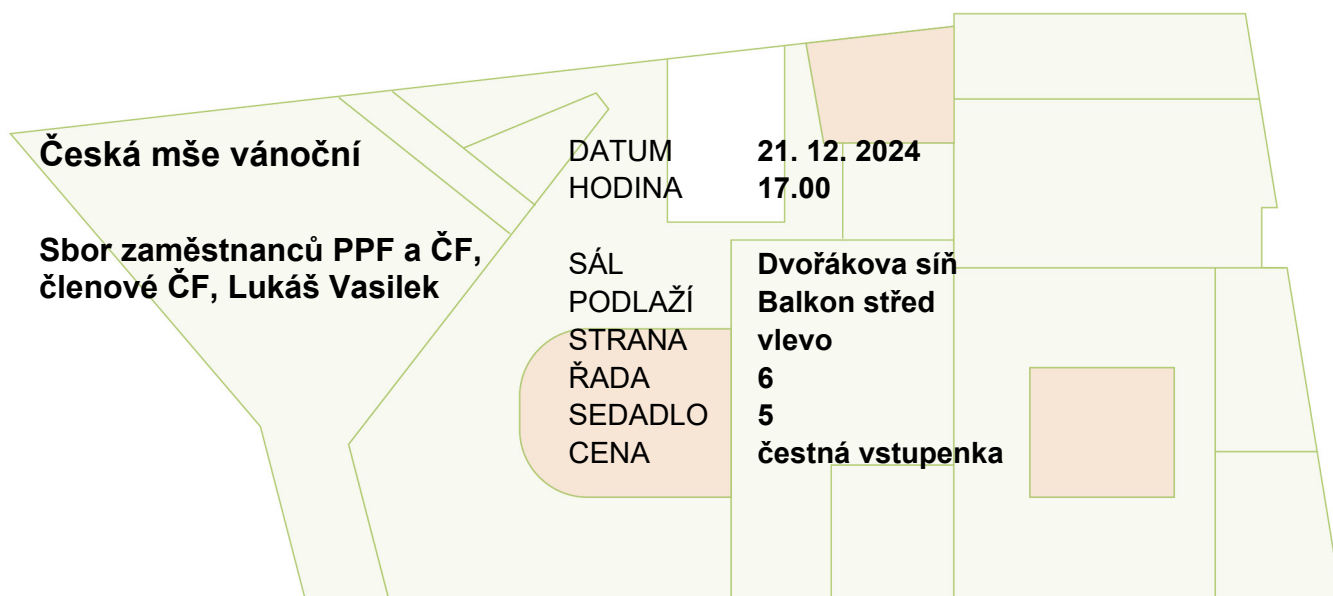 Česká mše vánoční
Sbor zaměstnanců PPF a ČF,
členové ČF, Lukáš Vasilek
DATUM 21. 12. 2024
HODINA 17.00
SÁL Dvořákova síň
PODLAŽÍ Balkon střed
STRANA vlevo
ŘADA 6
SEDADLO 5
CENA čestná vstupenka